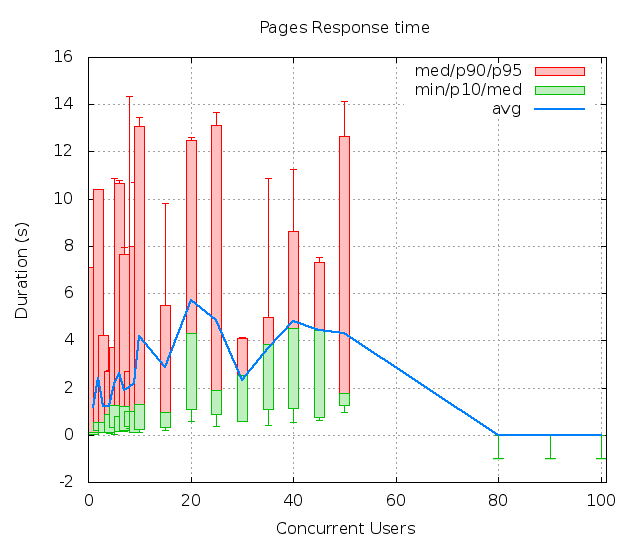 Pages Response time
16
14
12
10
8
6
4
2
0
-2
Duration (s)
med/p90/p95
min/p10/med
avg
0
20
40
60
80
100
Concurrent Users